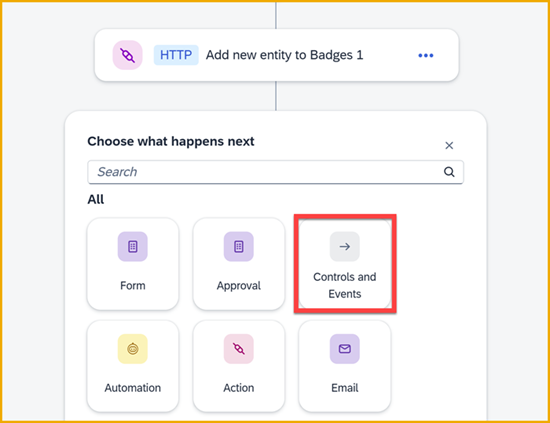 HTTP Add new entity to Badges 1
Choose what happens next
Search
All
Form Approval Controls and
Events
Automation Action Email